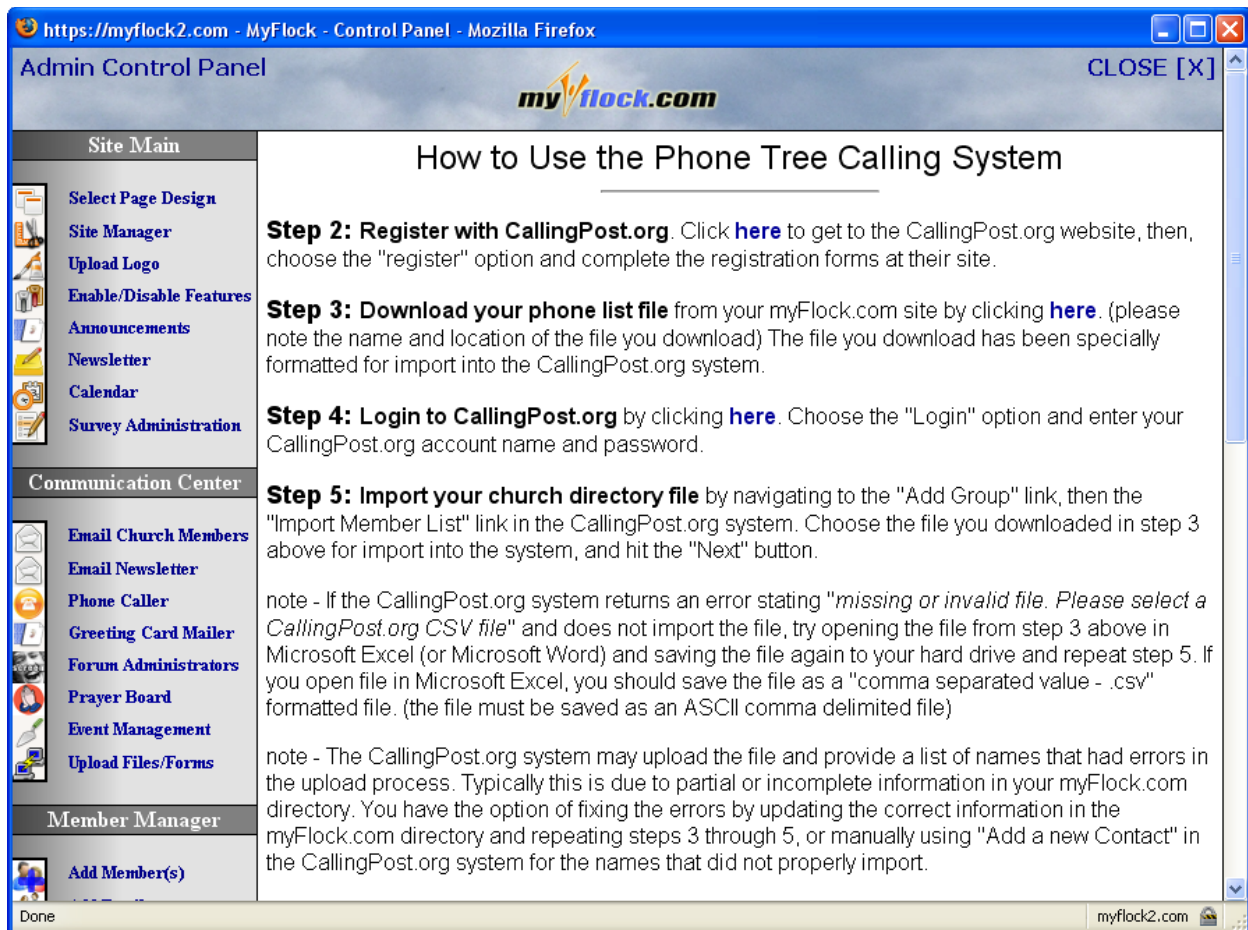 https://myflock2.com - MyFlock - Control Panel - Mozilla Firefox
Admin Control Panel
CLOSE [X]
myflock.com
Site Main
Select Page Design
Site Manager
Upload Logo
Enable/Disable Features
Announcements
Newsletter
Calendar
Survey Administration
Communication Center
Email Church Members
Email Newsletter
Phone Caller
Greeting Card Mailer
Forum Administrators
Prayer Board
Event Management
Upload Files/Forms
Member Manager
Add Member(s)
How to Use the Phone Tree Calling System
Step 2: Register with CallingPost.org. Click here to get to the CallingPost.org website, then,
choose the "register" option and complete the registration forms at their site.
Step 3: Download your phone list file from your myFlock.com site by clicking here. (please
note the name and location of the file you download) The file you download has been specially
formatted for import into the CallingPost.org system.
Step 4: Login to CallingPost.org by clicking here. Choose the "Login" option and enter your
CallingPost.org account name and password.
Step 5: Import your church directory file by navigating to the "Add Group" link, then the
"Import Member List" link in the CallingPost.org system. Choose the file you downloaded in step 3
above for import into the system, and hit the "Next" button.
note - If the CallingPost.org system returns an error stating "missing or invalid file. Please select a
CallingPost.org CSV file" and does not import the file, try opening the file from step 3 above in
Microsoft Excel (or Microsoft Word) and saving the file again to your hard drive and repeat step 5. If
you open file in Microsoft Excel, you should save the file as a "comma separated value - .csv"
formatted file. (the file must be saved as an ASCII comma delimited file)
note - The CallingPost.org system may upload the file and provide a list of names that had errors in
the upload process. Typically this is due to partial or incomplete information in your myFlock.com
directory. You have the option of fixing the errors by updating the correct information in the
myFlock.com directory and repeating steps 3 through 5, or manually using "Add a new Contact" in
the CallingPost.org system for the names that did not properly import.
Done
myflock2.com